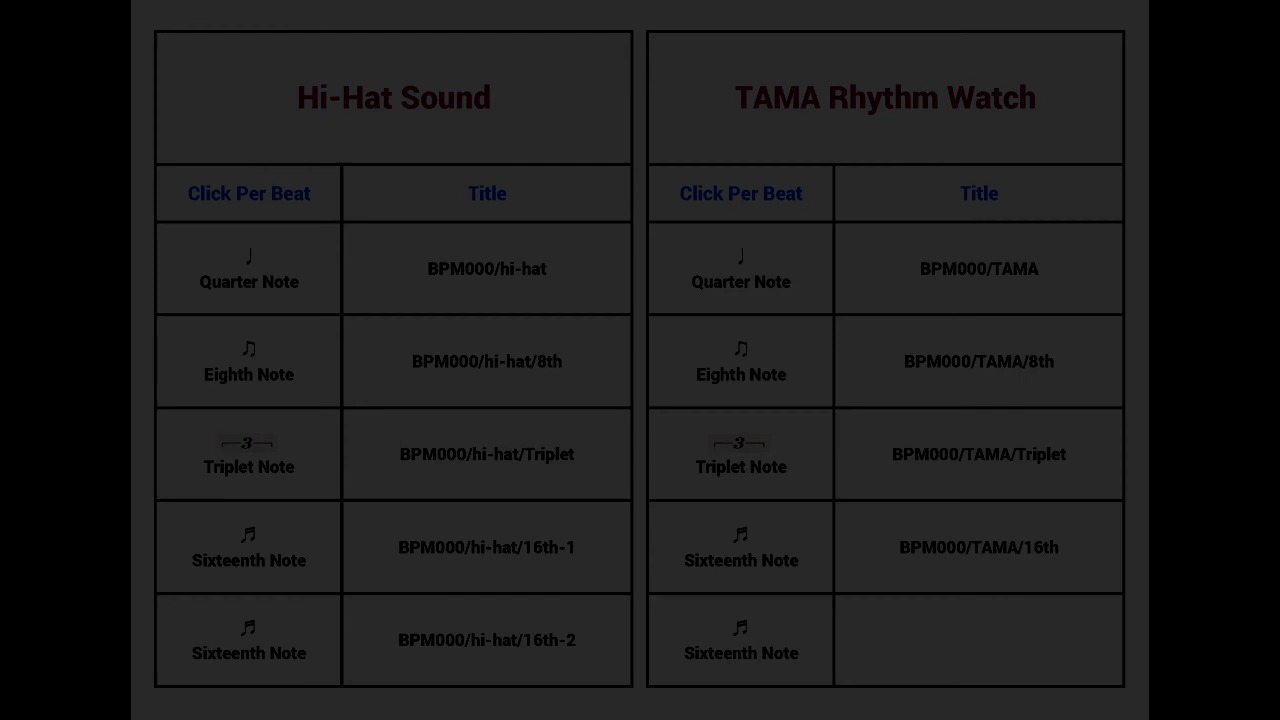 Hi-Hat Sound
Click Per Beat
Title
♩
Quarter Note
BPM000/hi-hat
♫
Eighth Note
BPM000/hi-hat/8th
3
Triplet Note
BPM000/hi-hat/Triplet
♬
Sixteenth Note
BPM000/hi-hat/16th-1
♬
Sixteenth Note
BPM000/hi-hat/16th-2
TAMA Rhythm Watch
Click Per Beat
Title
♩
Quarter Note
BPM000/TAMA
♫
Eighth Note
BPM000/TAMA/8th
3
Triplet Note
BPM000/TAMA/Triplet
♬
Sixteenth Note
BPM000/TAMA/16th
♬
Sixteenth Note